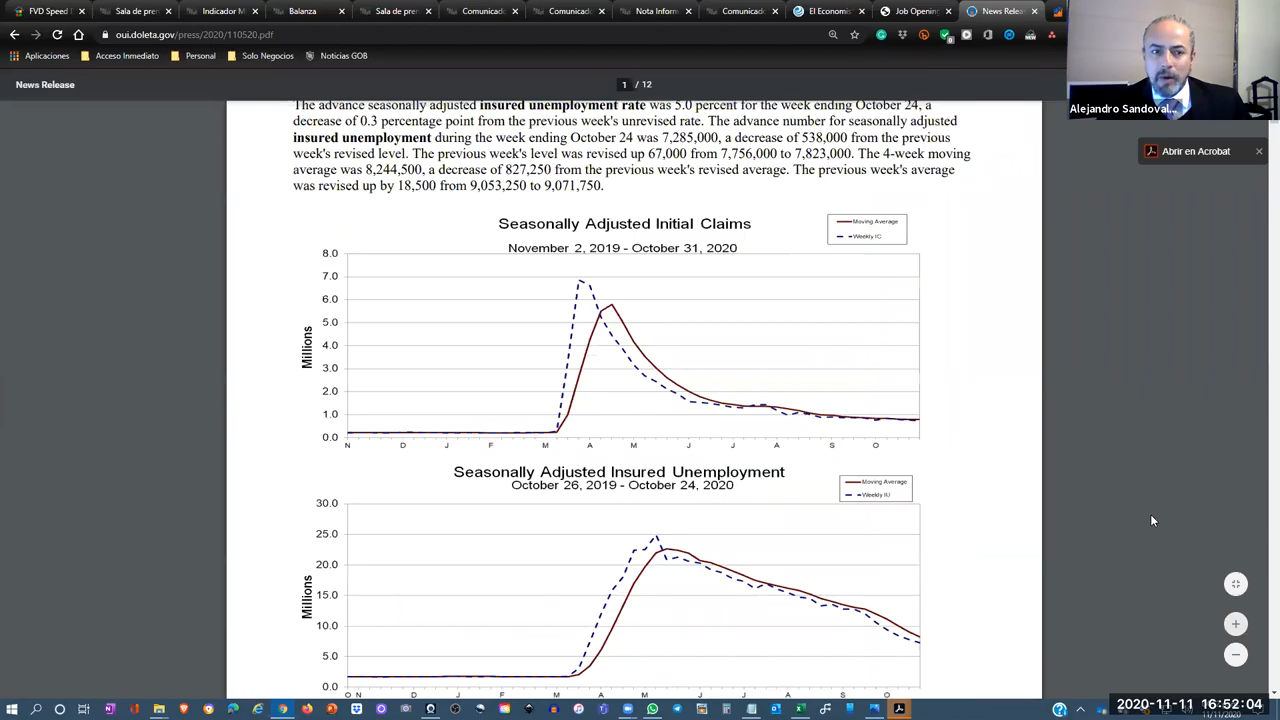 FVD Speed D
Sala de pren
Indicador M
Balanza
Sala de pren
Comunicado
Comunicado
Nota Inform
Comunicado
El Economis
Job Opening
News Releas
oui.doleta.gov/press/2020/110520.pdf
Aplicaciones
Acceso Inmediato
Personal
Solo Negocios
Noticias GOB
News Release
1 / 12
Alejandro Sandoval...
Abrir en Acrobat
The advance seasonally adjusted insured unemployment rate was 5.0 percent for the week ending October 24, a
decrease of 0.3 percentage point from the previous week's unrevised rate. The advance number for seasonally adjusted
insured unemployment during the week ending October 24 was 7,285,000, a decrease of 538,000 from the previous
week's revised level. The previous week's level was revised up 67,000 from 7,756,000 to 7,823,000. The 4-week moving
average was 8,244,500, a decrease of 827,250 from the previous week's revised average. The previous week's average
was revised up by 18,500 from 9,053,250 to 9,071,750.
Seasonally Adjusted Initial Claims
November 2, 2019 - October 31, 2020
Moving Average
Weekly IC
8.0
7.0
6.0
5.0
4.0
3.0
2.0
1.0
0.0
Millions
N D J F M A M J J A S O
Seasonally Adjusted Insured Unemployment
October 26, 2019 - October 24, 2020
Moving Average
Weekly IU
30.0
25.0
20.0
15.0
10.0
5.0
0.0
Millions
O N D J F M A M J J A S O
2020-11-11 16:52:04
11/11/2020